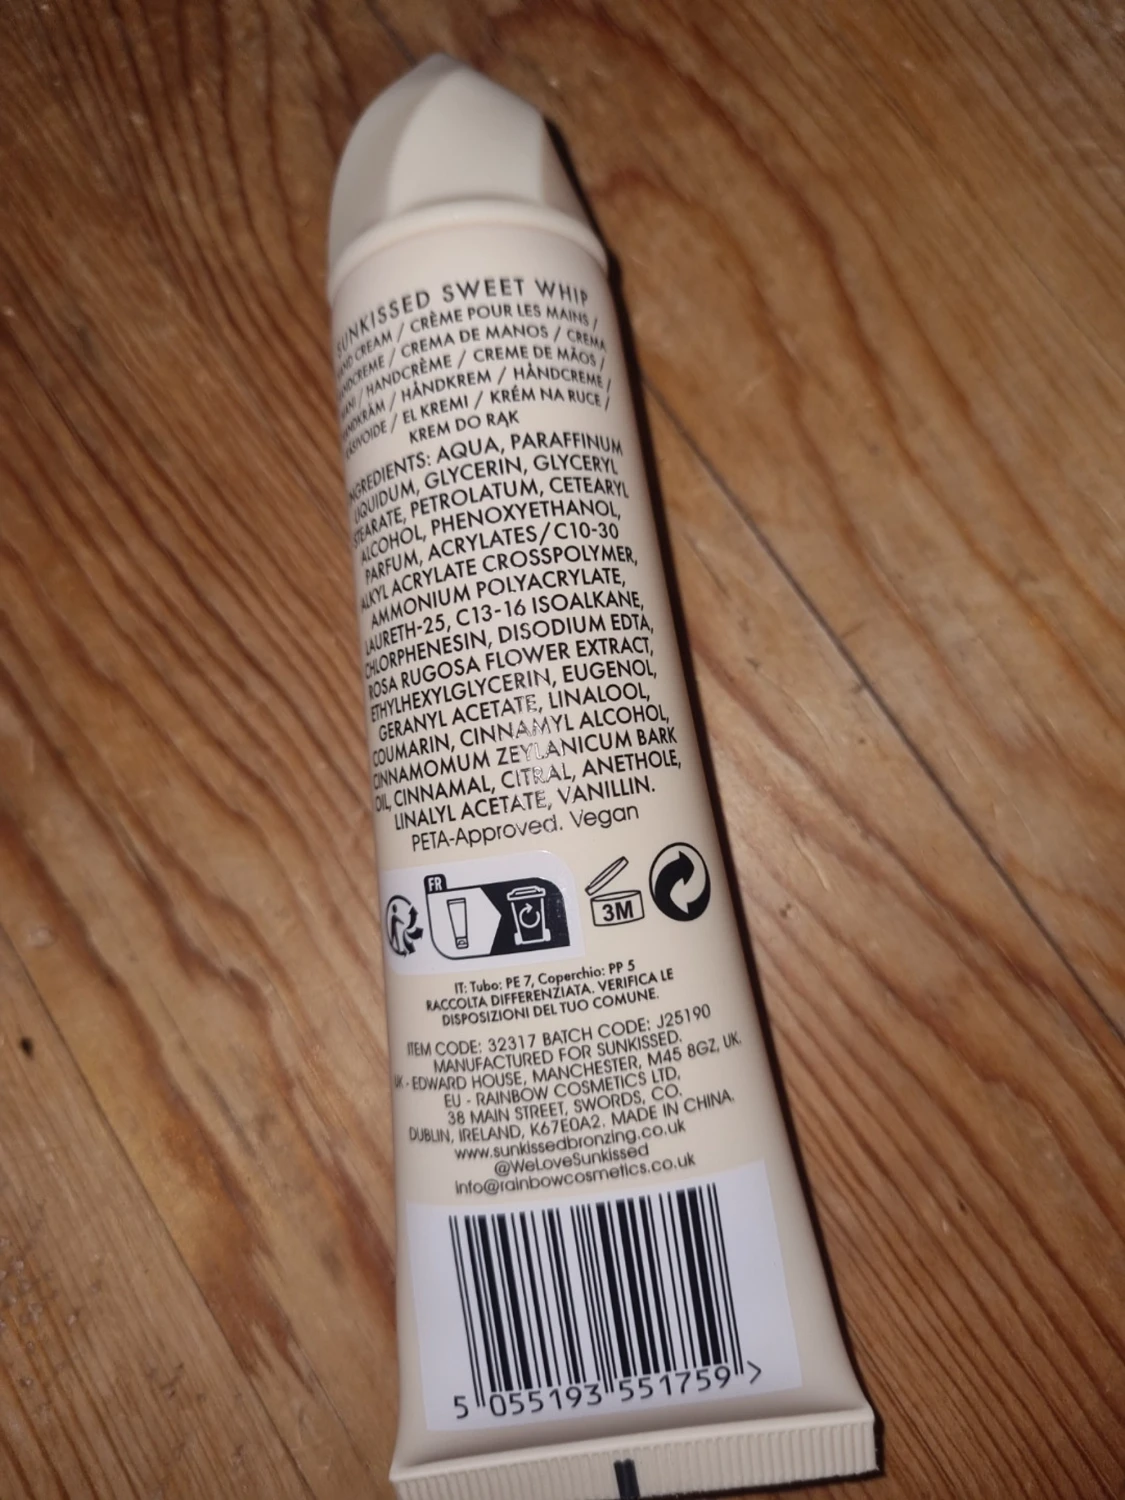 SUNKISSED SWEET WHIP
HAND CREAM / CRÈME POUR LES MAINS /
HANDCREME / CREMA DE MANOS / CREMA
MANI / HANDCRÈME / CREME DE MÃOS /
HANDKRÄM / HÅNDKREM / HÅNDCREME /
KÄSIVOIDE / EL KREMI / KRÉM NA RUCE /
KREM DO RĄK
INGREDIENTS: AQUA, PARAFFINUM
LIQUIDUM, GLYCERIN, GLYCERYL
STEARATE, PETROLATUM, CETEARYL
ALCOHOL, PHENOXYETHANOL,
PARFUM, ACRYLATES/C10-30
ALKYL ACRYLATE CROSSPOLYMER,
AMMONIUM POLYACRYLATE,
LAURETH-25, C13-16 ISOALKANE,
CHLORPHENESIN, DISODIUM EDTA,
ROSA RUGOSA FLOWER EXTRACT,
ETHYLHEXYLGLYCERIN, EUGENOL,
GERANYL ACETATE, LINALOOL,
COUMARIN, CINNAMYL ALCOHOL,
CINNAMOMUM ZEYLANICUM BARK
OIL, CINNAMAL, CITRAL, ANETHOLE,
LINALYL ACETATE, VANILLIN.
PETA-Approved. Vegan
FR
3M
IT: Tubo: PE 7, Coperchio: PP 5
RACCOLTA DIFFERENZIATA. VERIFICA LE
DISPOSIZIONI DEL TUO COMUNE.
ITEM CODE: 32317 BATCH CODE: J25190
MANUFACTURED FOR SUNKISSED.
UK - EDWARD HOUSE, MANCHESTER, M45 8GZ, UK.
EU - RAINBOW COSMETICS LTD,
38 MAIN STREET, SWORDS, CO.
DUBLIN, IRELAND, K67E0A2. MADE IN CHINA.
www.sunkissedbronzing.co.uk
@WeLoveSunkissed
info@rainbowcosmetics.co.uk
5 055193 551759 >